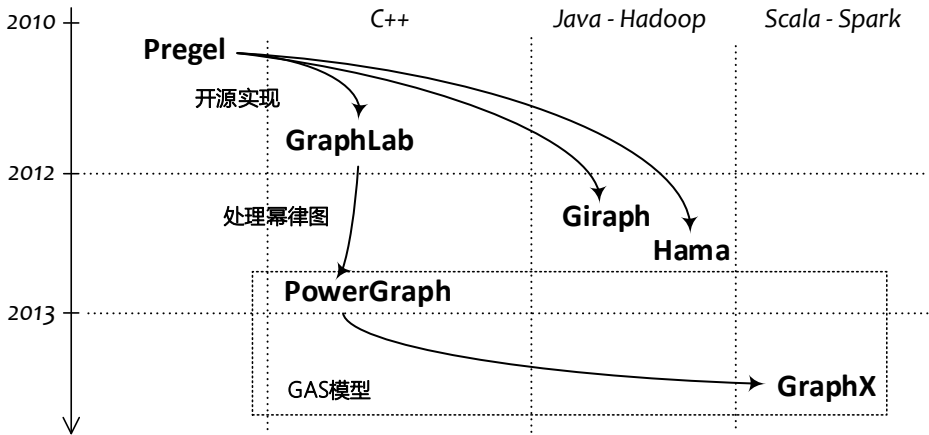 2010
C++
Java - Hadoop
Scala - Spark
Pregel
开源实现
GraphLab
2012
处理幂律图
Giraph
Hama
PowerGraph
2013
GAS模型
GraphX